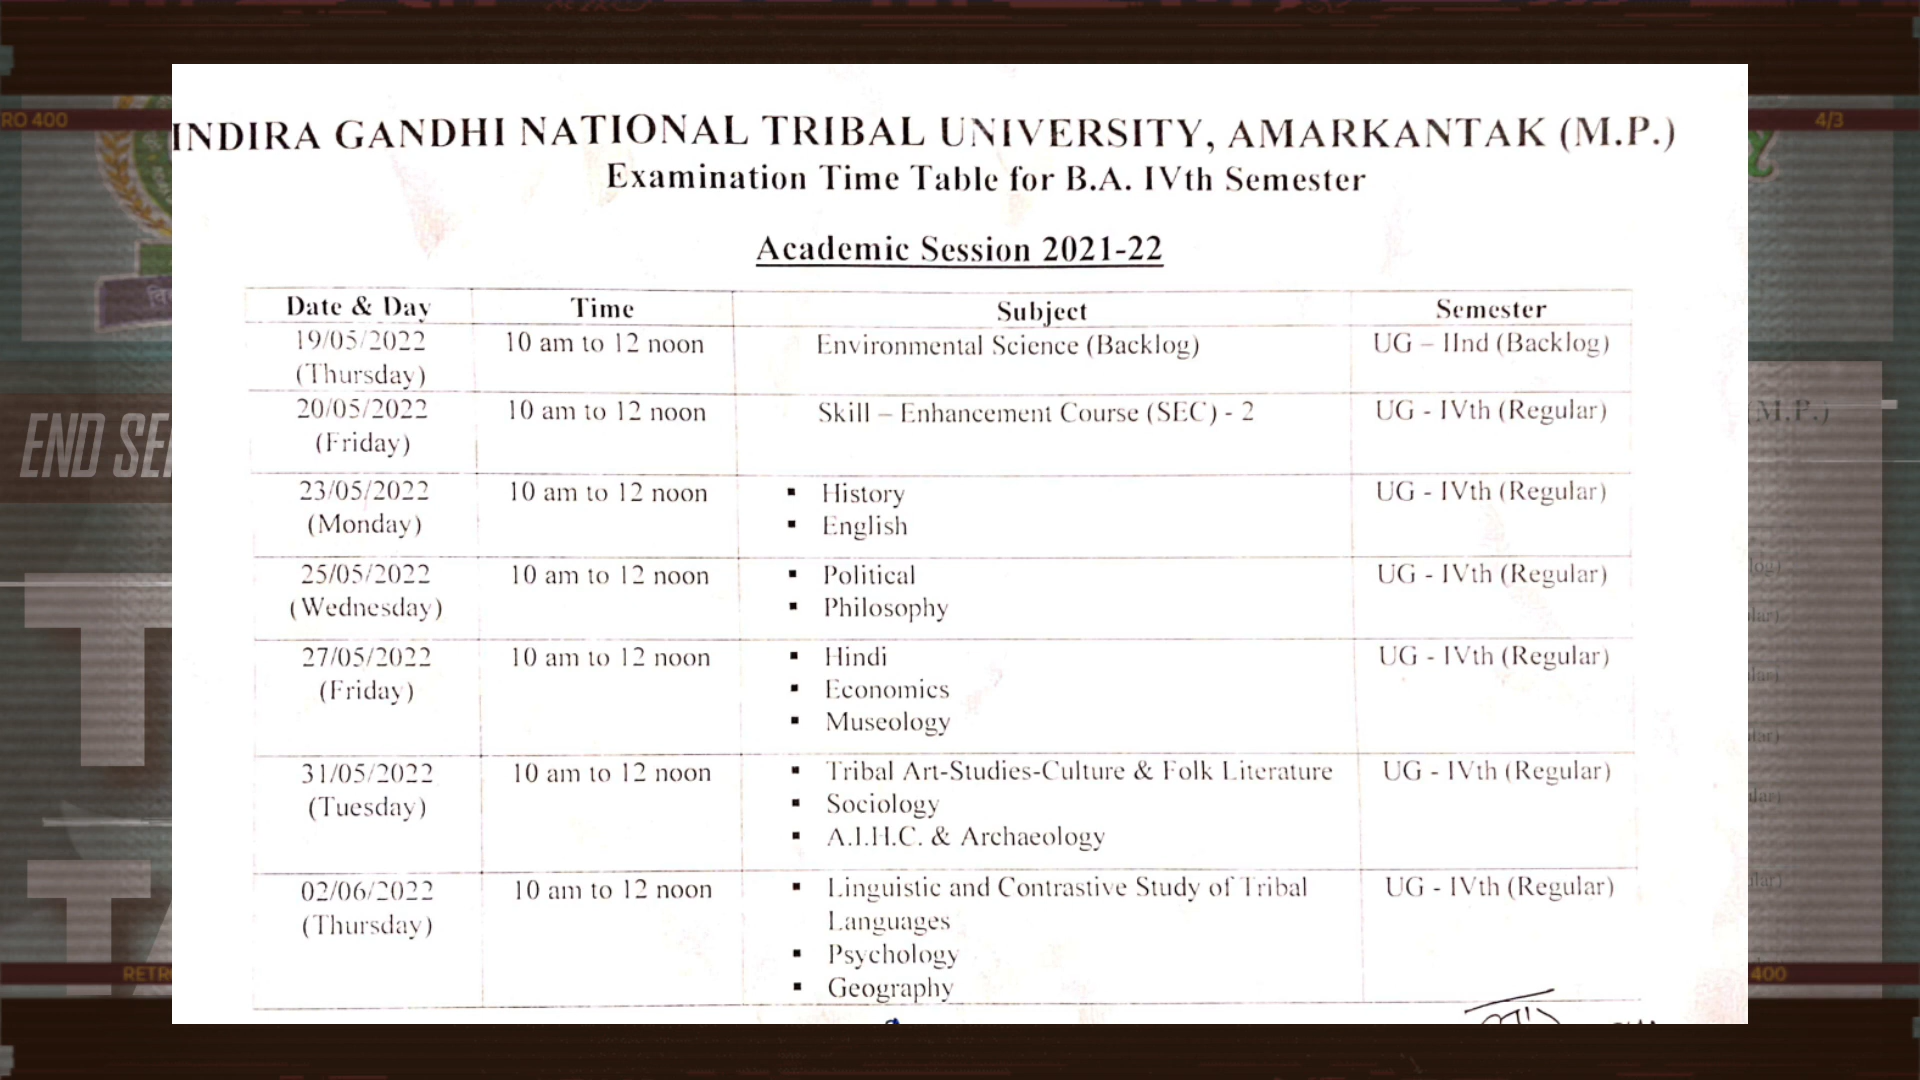 RO 400
4/3
INDIRA GANDHI NATIONAL TRIBAL UNIVERSITY, AMARKANTAK (M.P.)
Examination Time Table for B.A. IVth Semester
Academic Session 2021-22
Date & Day Time Subject Semester
19/05/2022 10 am to 12 noon Environmental Science (Backlog) UG – IInd (Backlog)
(Thursday)
20/05/2022 10 am to 12 noon Skill – Enhancement Course (SEC) - 2 UG - IVth (Regular)
(Friday)
23/05/2022 10 am to 12 noon ▪ History UG - IVth (Regular)
(Monday) ▪ English
25/05/2022 10 am to 12 noon ▪ Political UG - IVth (Regular)
(Wednesday) ▪ Philosophy
27/05/2022 10 am to 12 noon ▪ Hindi UG - IVth (Regular)
(Friday) ▪ Economics
▪ Museology
31/05/2022 10 am to 12 noon ▪ Tribal Art-Studies-Culture & Folk Literature UG - IVth (Regular)
(Tuesday) ▪ Sociology
▪ A.I.H.C. & Archaeology
02/06/2022 10 am to 12 noon ▪ Linguistic and Contrastive Study of Tribal UG - IVth (Regular)
(Thursday) Languages
▪ Psychology
▪ Geography
END SE
(M.P.)
RETR
400